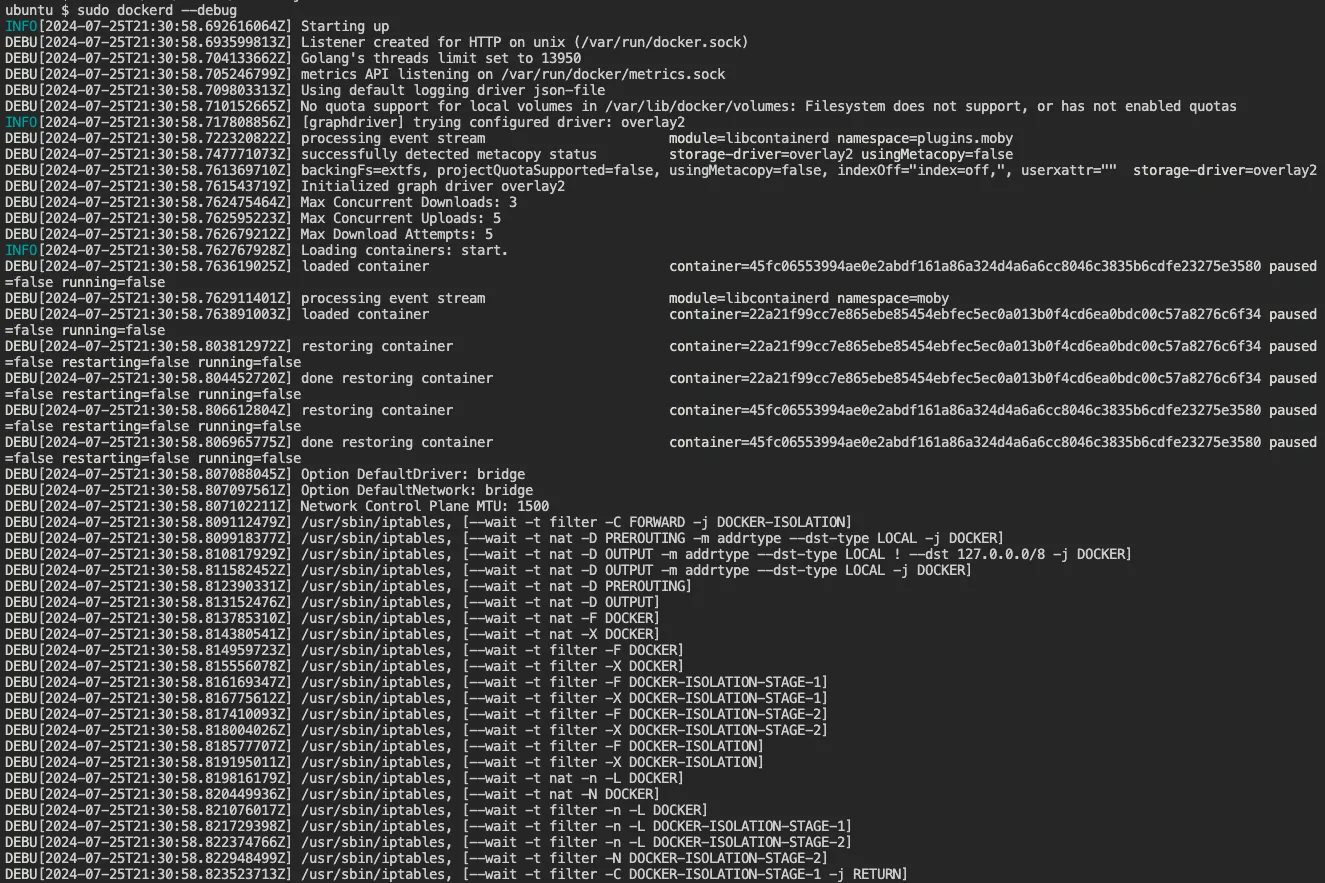 ubuntu $ sudo dockerd --debug
INFO[2024-07-25T21:30:58.692616064Z] Starting up
DEBU[2024-07-25T21:30:58.693599813Z] Listener created for HTTP on unix (/var/run/docker.sock)
DEBU[2024-07-25T21:30:58.704133662Z] Golang's threads limit set to 13950
DEBU[2024-07-25T21:30:58.705246799Z] metrics API listening on /var/run/docker/metrics.sock
DEBU[2024-07-25T21:30:58.709803313Z] Using default logging driver json-file
DEBU[2024-07-25T21:30:58.710152665Z] No quota support for local volumes in /var/lib/docker/volumes: Filesystem does not support, or has not enabled quotas
INFO[2024-07-25T21:30:58.717808856Z] [graphdriver] trying configured driver: overlay2
DEBU[2024-07-25T21:30:58.722320822Z] processing event stream module=libcontainerd namespace=plugins.moby
DEBU[2024-07-25T21:30:58.747771073Z] successfully detected metacopy status storage-driver=overlay2 usingMetacopy=false
DEBU[2024-07-25T21:30:58.761369710Z] backingFs=extfs, projectQuotaSupported=false, usingMetacopy=false, indexOff="index=off,", userxattr="" storage-driver=overlay2
DEBU[2024-07-25T21:30:58.761543719Z] Initialized graph driver overlay2
DEBU[2024-07-25T21:30:58.762475464Z] Max Concurrent Downloads: 3
DEBU[2024-07-25T21:30:58.762595223Z] Max Concurrent Uploads: 5
DEBU[2024-07-25T21:30:58.762679212Z] Max Download Attempts: 5
INFO[2024-07-25T21:30:58.762767928Z] Loading containers: start.
DEBU[2024-07-25T21:30:58.763619025Z] loaded container container=45fc06553994ae0e2abdf161a86a324d4a6a6cc8046c3835b6cdfe23275e3580 paused
=false running=false
DEBU[2024-07-25T21:30:58.762911401Z] processing event stream module=libcontainerd namespace=moby
DEBU[2024-07-25T21:30:58.763891003Z] loaded container container=22a21f99cc7e865ebe85454ebfec5ec0a013b0f4cd6ea0bdc00c57a8276c6f34 paused
=false running=false
DEBU[2024-07-25T21:30:58.803812972Z] restoring container container=22a21f99cc7e865ebe85454ebfec5ec0a013b0f4cd6ea0bdc00c57a8276c6f34 paused
=false restarting=false running=false
DEBU[2024-07-25T21:30:58.804452720Z] done restoring container container=22a21f99cc7e865ebe85454ebfec5ec0a013b0f4cd6ea0bdc00c57a8276c6f34 paused
=false restarting=false running=false
DEBU[2024-07-25T21:30:58.806612804Z] restoring container container=45fc06553994ae0e2abdf161a86a324d4a6a6cc8046c3835b6cdfe23275e3580 paused
=false restarting=false running=false
DEBU[2024-07-25T21:30:58.806965775Z] done restoring container container=45fc06553994ae0e2abdf161a86a324d4a6a6cc8046c3835b6cdfe23275e3580 paused
=false restarting=false running=false
DEBU[2024-07-25T21:30:58.807088045Z] Option DefaultDriver: bridge
DEBU[2024-07-25T21:30:58.807097561Z] Option DefaultNetwork: bridge
DEBU[2024-07-25T21:30:58.807102211Z] Network Control Plane MTU: 1500
DEBU[2024-07-25T21:30:58.809112479Z] /usr/sbin/iptables, [--wait -t filter -C FORWARD -j DOCKER-ISOLATION]
DEBU[2024-07-25T21:30:58.809918377Z] /usr/sbin/iptables, [--wait -t nat -D PREROUTING -m addrtype --dst-type LOCAL -j DOCKER]
DEBU[2024-07-25T21:30:58.810817929Z] /usr/sbin/iptables, [--wait -t nat -D OUTPUT -m addrtype --dst-type LOCAL ! --dst 127.0.0.0/8 -j DOCKER]
DEBU[2024-07-25T21:30:58.811582452Z] /usr/sbin/iptables, [--wait -t nat -D OUTPUT -m addrtype --dst-type LOCAL -j DOCKER]
DEBU[2024-07-25T21:30:58.812390331Z] /usr/sbin/iptables, [--wait -t nat -D PREROUTING]
DEBU[2024-07-25T21:30:58.813152476Z] /usr/sbin/iptables, [--wait -t nat -D OUTPUT]
DEBU[2024-07-25T21:30:58.813785310Z] /usr/sbin/iptables, [--wait -t nat -F DOCKER]
DEBU[2024-07-25T21:30:58.814380541Z] /usr/sbin/iptables, [--wait -t nat -X DOCKER]
DEBU[2024-07-25T21:30:58.814959723Z] /usr/sbin/iptables, [--wait -t filter -F DOCKER]
DEBU[2024-07-25T21:30:58.815556078Z] /usr/sbin/iptables, [--wait -t filter -X DOCKER]
DEBU[2024-07-25T21:30:58.816169347Z] /usr/sbin/iptables, [--wait -t filter -F DOCKER-ISOLATION-STAGE-1]
DEBU[2024-07-25T21:30:58.816775612Z] /usr/sbin/iptables, [--wait -t filter -X DOCKER-ISOLATION-STAGE-1]
DEBU[2024-07-25T21:30:58.817410093Z] /usr/sbin/iptables, [--wait -t filter -F DOCKER-ISOLATION-STAGE-2]
DEBU[2024-07-25T21:30:58.818004026Z] /usr/sbin/iptables, [--wait -t filter -X DOCKER-ISOLATION-STAGE-2]
DEBU[2024-07-25T21:30:58.818577707Z] /usr/sbin/iptables, [--wait -t filter -F DOCKER-ISOLATION]
DEBU[2024-07-25T21:30:58.819195011Z] /usr/sbin/iptables, [--wait -t filter -X DOCKER-ISOLATION]
DEBU[2024-07-25T21:30:58.819816179Z] /usr/sbin/iptables, [--wait -t nat -n -L DOCKER]
DEBU[2024-07-25T21:30:58.820449936Z] /usr/sbin/iptables, [--wait -t nat -N DOCKER]
DEBU[2024-07-25T21:30:58.821076017Z] /usr/sbin/iptables, [--wait -t filter -n -L DOCKER]
DEBU[2024-07-25T21:30:58.821729398Z] /usr/sbin/iptables, [--wait -t filter -n -L DOCKER-ISOLATION-STAGE-1]
DEBU[2024-07-25T21:30:58.822374766Z] /usr/sbin/iptables, [--wait -t filter -n -L DOCKER-ISOLATION-STAGE-2]
DEBU[2024-07-25T21:30:58.822948499Z] /usr/sbin/iptables, [--wait -t filter -N DOCKER-ISOLATION-STAGE-2]
DEBU[2024-07-25T21:30:58.823523713Z] /usr/sbin/iptables, [--wait -t filter -C DOCKER-ISOLATION-STAGE-1 -j RETURN]